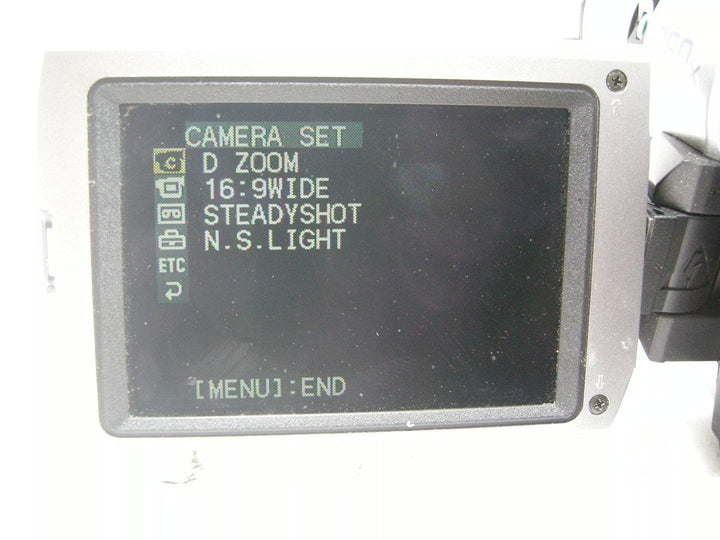 CAMERA SET
D ZOOM
16:9WIDE
STEADYSHOT
N.S.LIGHT
ETC
[MENU]:END